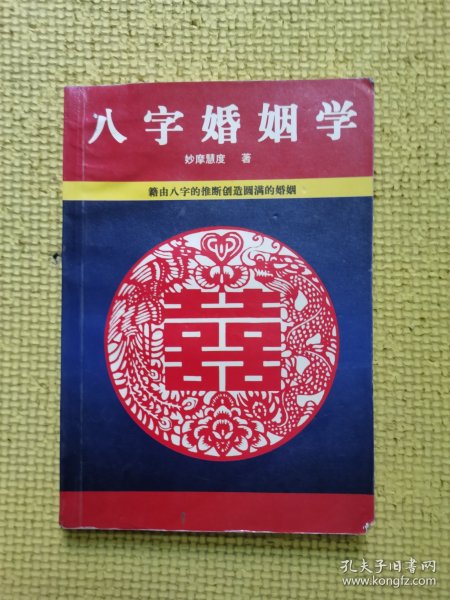 八字婚姻学
妙摩慧度 著
籍由八字的推断创造圆满的婚姻
囍
孔夫子旧书网
www.kongfz.com